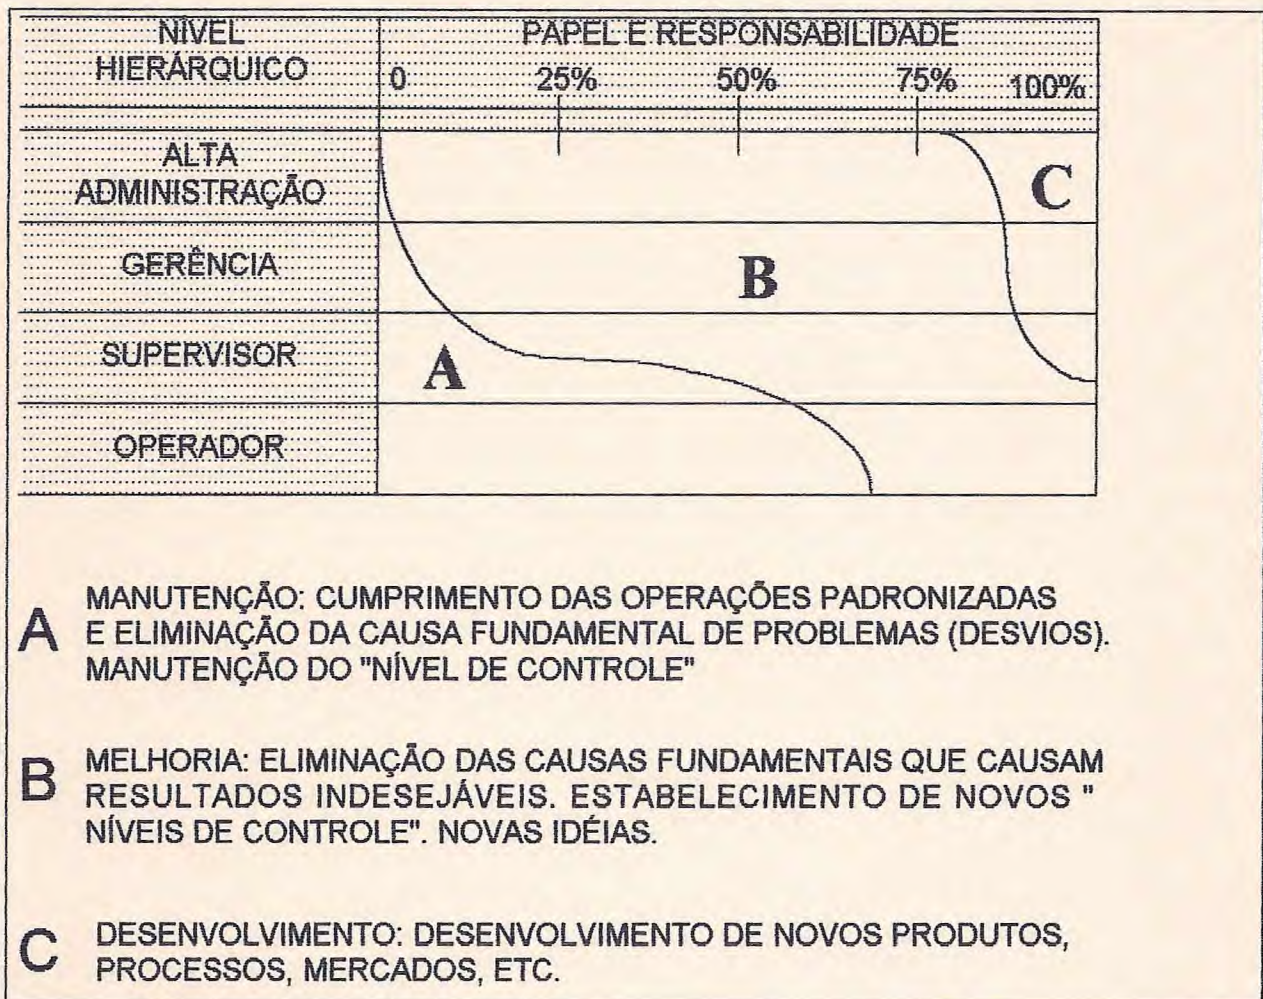 NÍVEL
HIERÁRQUICO
PAPEL E RESPONSABILIDADE
0 25% 50% 75% 100%
ALTA
ADMINISTRAÇÃO
GERÊNCIA
SUPERVISOR
OPERADOR
A
B
C
A
MANUTENÇÃO: CUMPRIMENTO DAS OPERAÇÕES PADRONIZADAS
E ELIMINAÇÃO DA CAUSA FUNDAMENTAL DE PROBLEMAS (DESVIOS).
MANUTENÇÃO DO "NÍVEL DE CONTROLE"
B
MELHORIA: ELIMINAÇÃO DAS CAUSAS FUNDAMENTAIS QUE CAUSAM
RESULTADOS INDESEJÁVEIS. ESTABELECIMENTO DE NOVOS "
NÍVEIS DE CONTROLE". NOVAS IDÉIAS.
C
DESENVOLVIMENTO: DESENVOLVIMENTO DE NOVOS PRODUTOS,
PROCESSOS, MERCADOS, ETC.